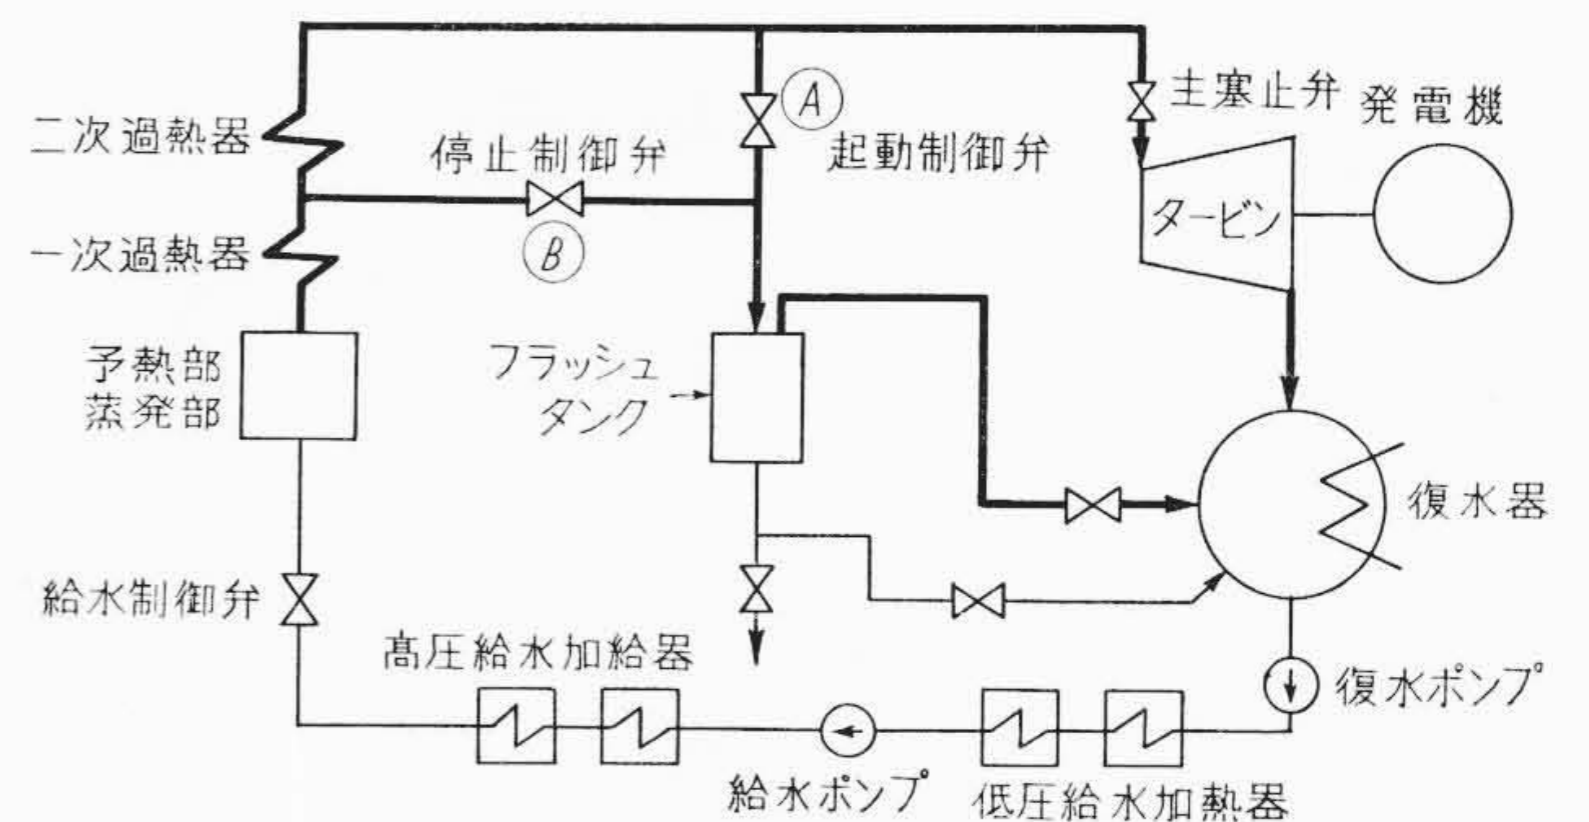 主塞止弁
発電機
Ⓐ
二次過熱器
停止制御弁
起動制御弁
タービン
一次過熱器
Ⓑ
予熱部
蒸発部
フラッシュ
タンク
復水器
給水制御弁
高圧給水加給器
復水ポンプ
給水ポンプ
低圧給水加熱器